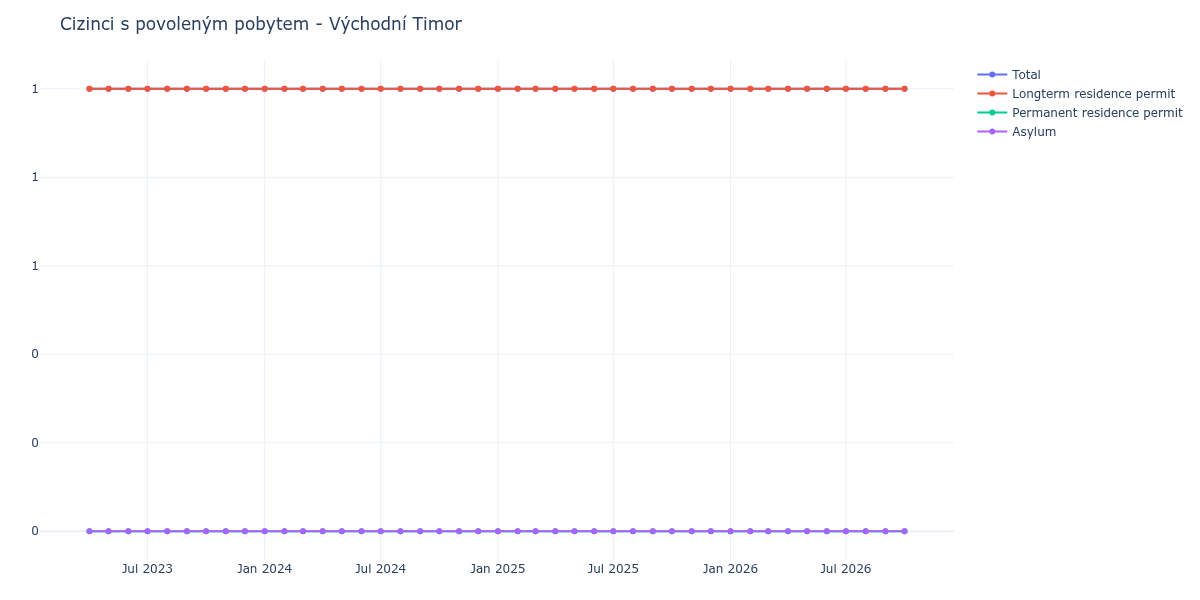 Cizinci s povoleným pobytem - Východní Timor
Total
Longterm residence permit
Permanent residence permit
Asylum
1
1
1
0
0
0
Jul 2023
Jan 2024
Jul 2024
Jan 2025
Jul 2025
Jan 2026
Jul 2026